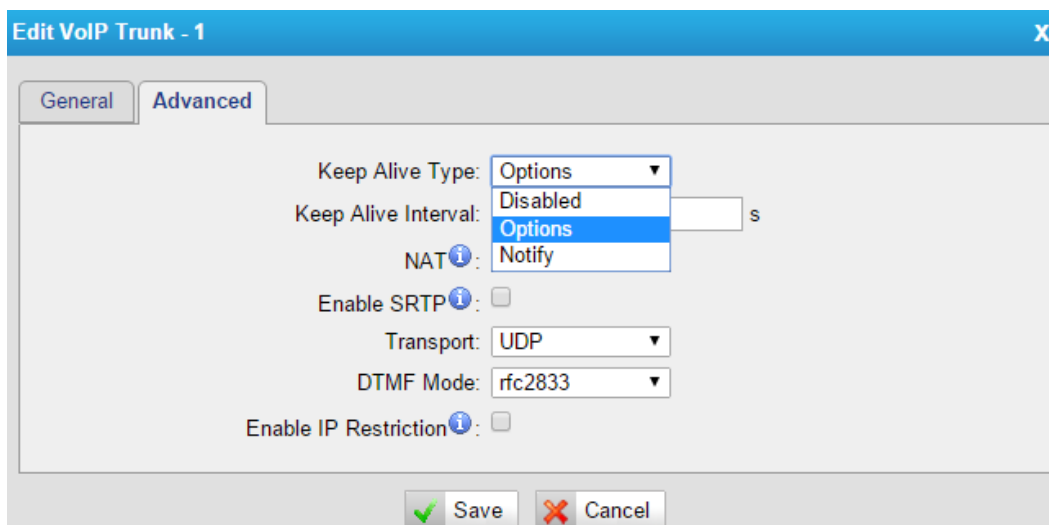 Edit VoIP Trunk - 1 X
General Advanced
Keep Alive Type: Options
Disabled
Keep Alive Interval: s
Options
NAT : Notify
Enable SRTP :
Transport: UDP
DTMF Mode: rfc2833
Enable IP Restriction :
Save Cancel